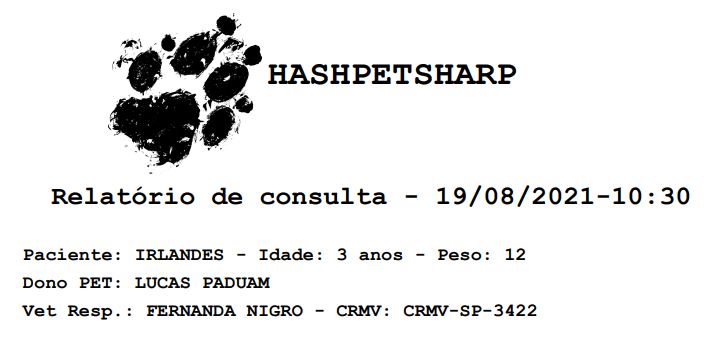 HASHPETSHARP
Relatório de consulta - 19/08/2021-10:30
Paciente: IRLANDES - Idade: 3 anos - Peso: 12
Dono PET: LUCAS PADUAM
Vet Resp.: FERNANDA NIGRO - CRMV: CRMV-SP-3422